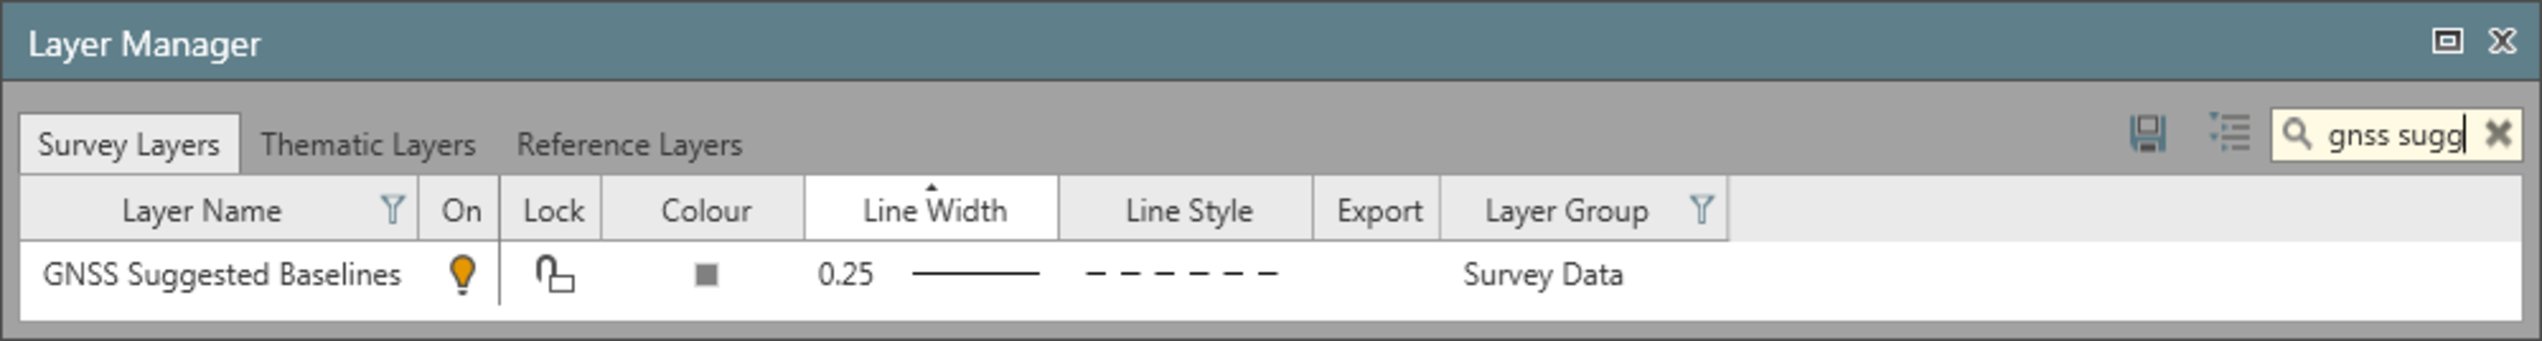 Layer Manager
Survey Layers Thematic Layers Reference Layers gnss sugg
Layer Name On Lock Colour Line Width Line Style Export Layer Group
GNSS Suggested Baselines 0.25 Survey Data